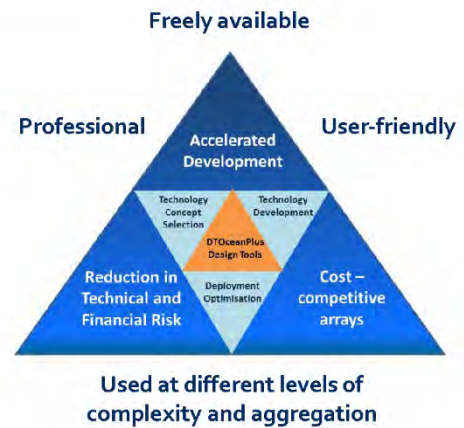 Freely available
Professional
User-friendly
Accelerated
Development
Technology
Concept
Selection
Technology
Development
DTOceanPlus
Design Tools
Reduction in
Technical and
Financial Risk
Deployment
Optimisation
Cost –
competitive
arrays
Used at different levels of
complexity and aggregation